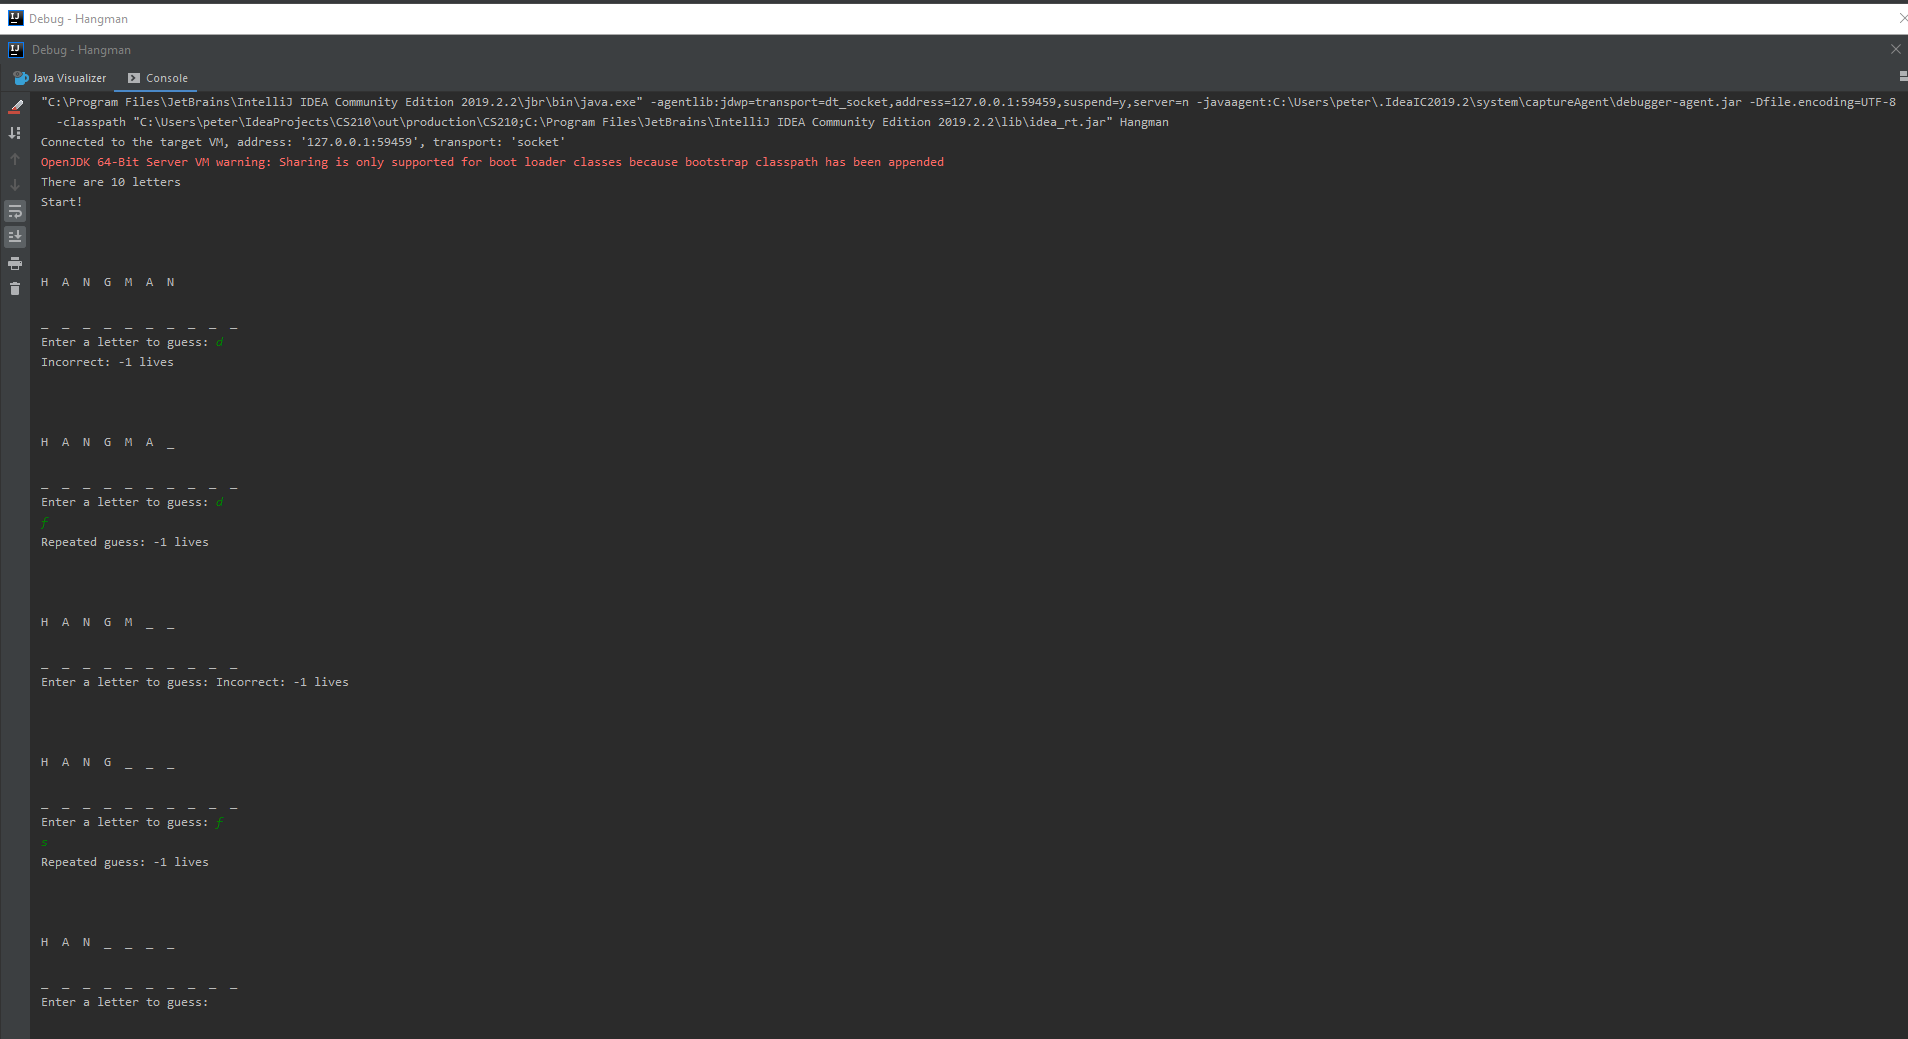 Debug - Hangman
Debug - Hangman
Java Visualizer Console
"C:\Program Files\JetBrains\IntelliJ IDEA Community Edition 2019.2.2\jbr\bin\java.exe" -agentlib:jdwp=transport=dt_socket,address=127.0.0.1:59459,suspend=y,server=n -javaagent:C:\Users\peter\.IdeaIC2019.2\system\captureAgent\debugger-agent.jar -Dfile.encoding=UTF-8
-classpath "C:\Users\peter\IdeaProjects\CS210\out\production\CS210;C:\Program Files\JetBrains\IntelliJ IDEA Community Edition 2019.2.2\lib\idea_rt.jar" Hangman
Connected to the target VM, address: '127.0.0.1:59459', transport: 'socket'
OpenJDK 64-Bit Server VM warning: Sharing is only supported for boot loader classes because bootstrap classpath has been appended
There are 10 letters
Start!
H A N G M A N
_ _ _ _ _ _ _ _ _ _
Enter a letter to guess: d
Incorrect: -1 lives
H A N G M A _
_ _ _ _ _ _ _ _ _ _
Enter a letter to guess: d
f
Repeated guess: -1 lives
H A N G M _ _
_ _ _ _ _ _ _ _ _ _
Enter a letter to guess: Incorrect: -1 lives
H A N G _ _ _
_ _ _ _ _ _ _ _ _ _
Enter a letter to guess: f
s
Repeated guess: -1 lives
H A N _ _ _ _
_ _ _ _ _ _ _ _ _ _
Enter a letter to guess: